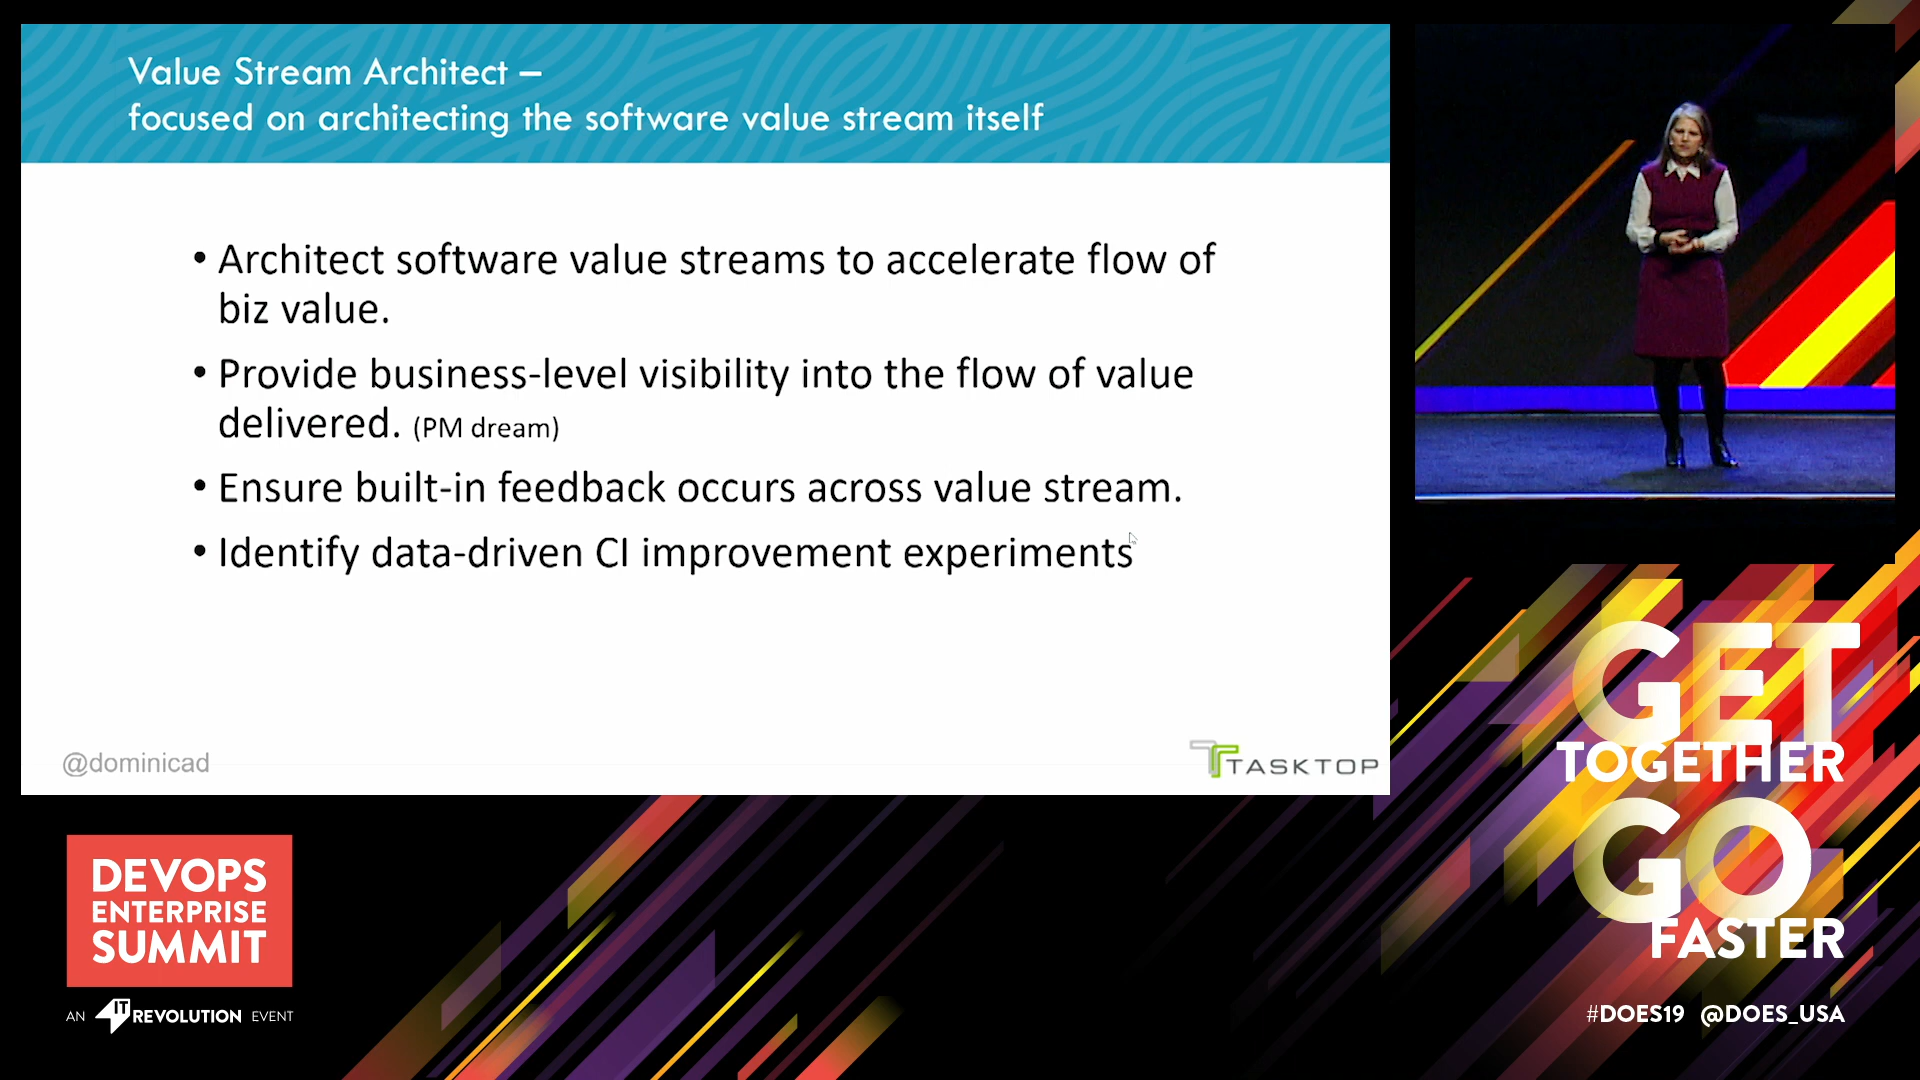 Value Stream Architect –
focused on architecting the software value stream itself
• Architect software value streams to accelerate flow of
biz value.
• Provide business-level visibility into the flow of value
delivered. (PM dream)
• Ensure built-in feedback occurs across value stream.
• Identify data-driven CI improvement experiments
@dominicad
TASKTOP
DEVOPS
ENTERPRISE
SUMMIT
AN IT REVOLUTION EVENT
GET
TOGETHER
GO
FASTER
#DOES19 @DOES_USA